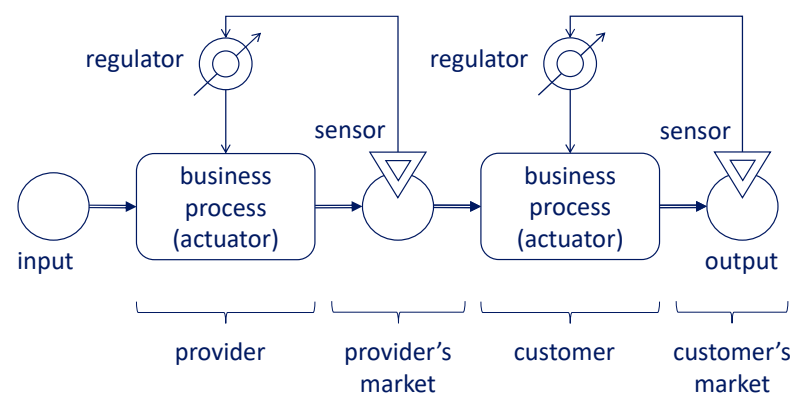 regulator
regulator
sensor
sensor
business
process
(actuator)
business
process
(actuator)
input
output
provider
provider’s
market
customer
customer’s
market